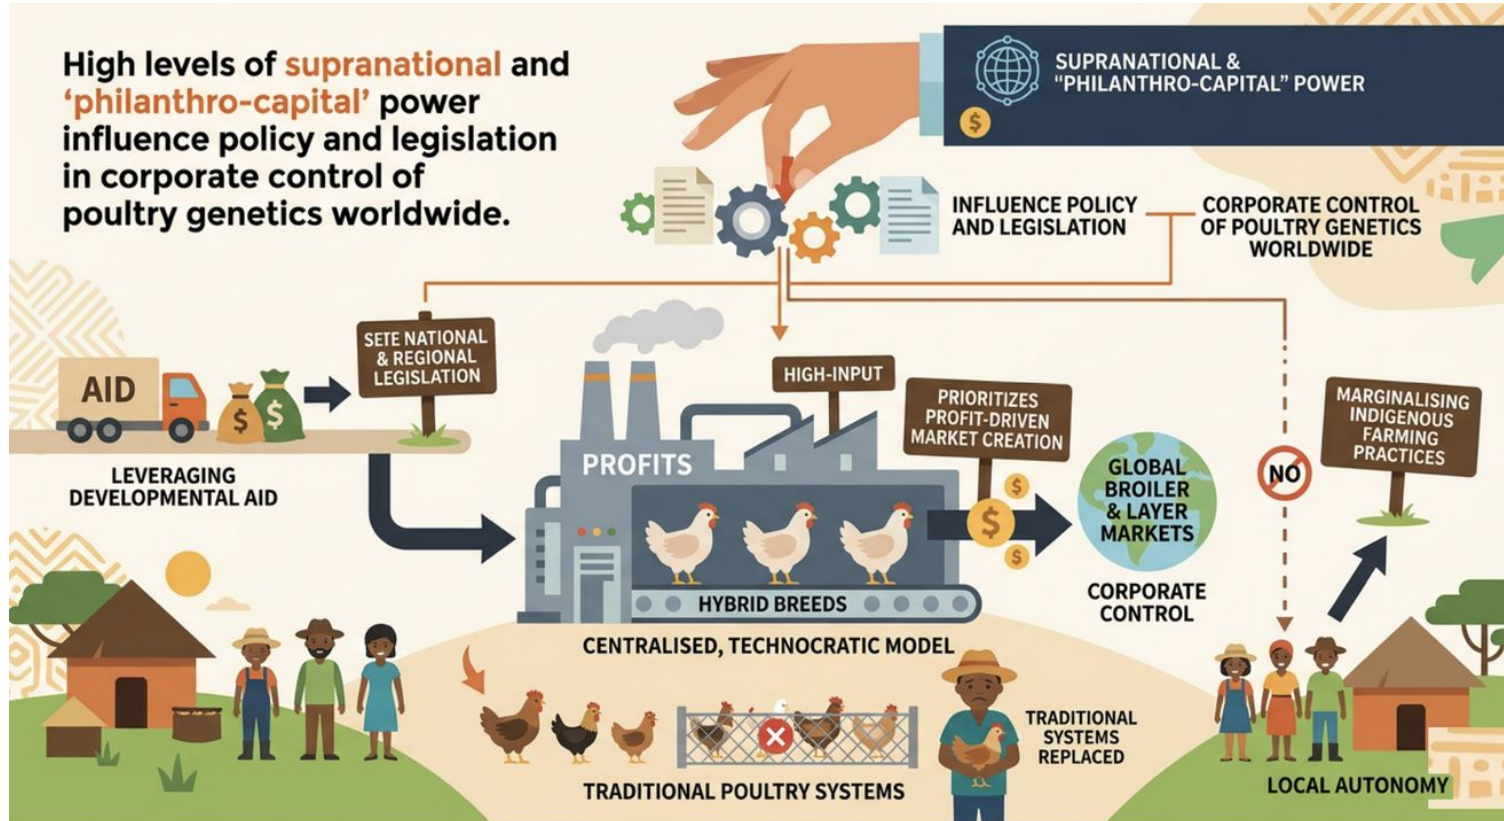 High levels of supranational and
‘philanthro-capital’ power
influence policy and legislation
in corporate control of
poultry genetics worldwide.
SUPRANATIONAL &
"PHILANTHRO-CAPITAL" POWER
$
INFLUENCE POLICY
AND LEGISLATION
CORPORATE CONTROL
OF POULTRY GENETICS
WORLDWIDE
AID
$
$
LEVERAGING
DEVELOPMENTAL AID
SETE NATIONAL
& REGIONAL
LEGISLATION
HIGH-INPUT
PROFITS
HYBRID BREEDS
CENTRALISED, TECHNOCRATIC MODEL
PRIORITIZES
PROFIT-DRIVEN
MARKET CREATION
$
$
$
GLOBAL
BROILER
& LAYER
MARKETS
CORPORATE
CONTROL
NO
MARGINALISING
INDIGENOUS
FARMING
PRACTICES
TRADITIONAL POULTRY SYSTEMS
TRADITIONAL
SYSTEMS
REPLACED
LOCAL AUTONOMY